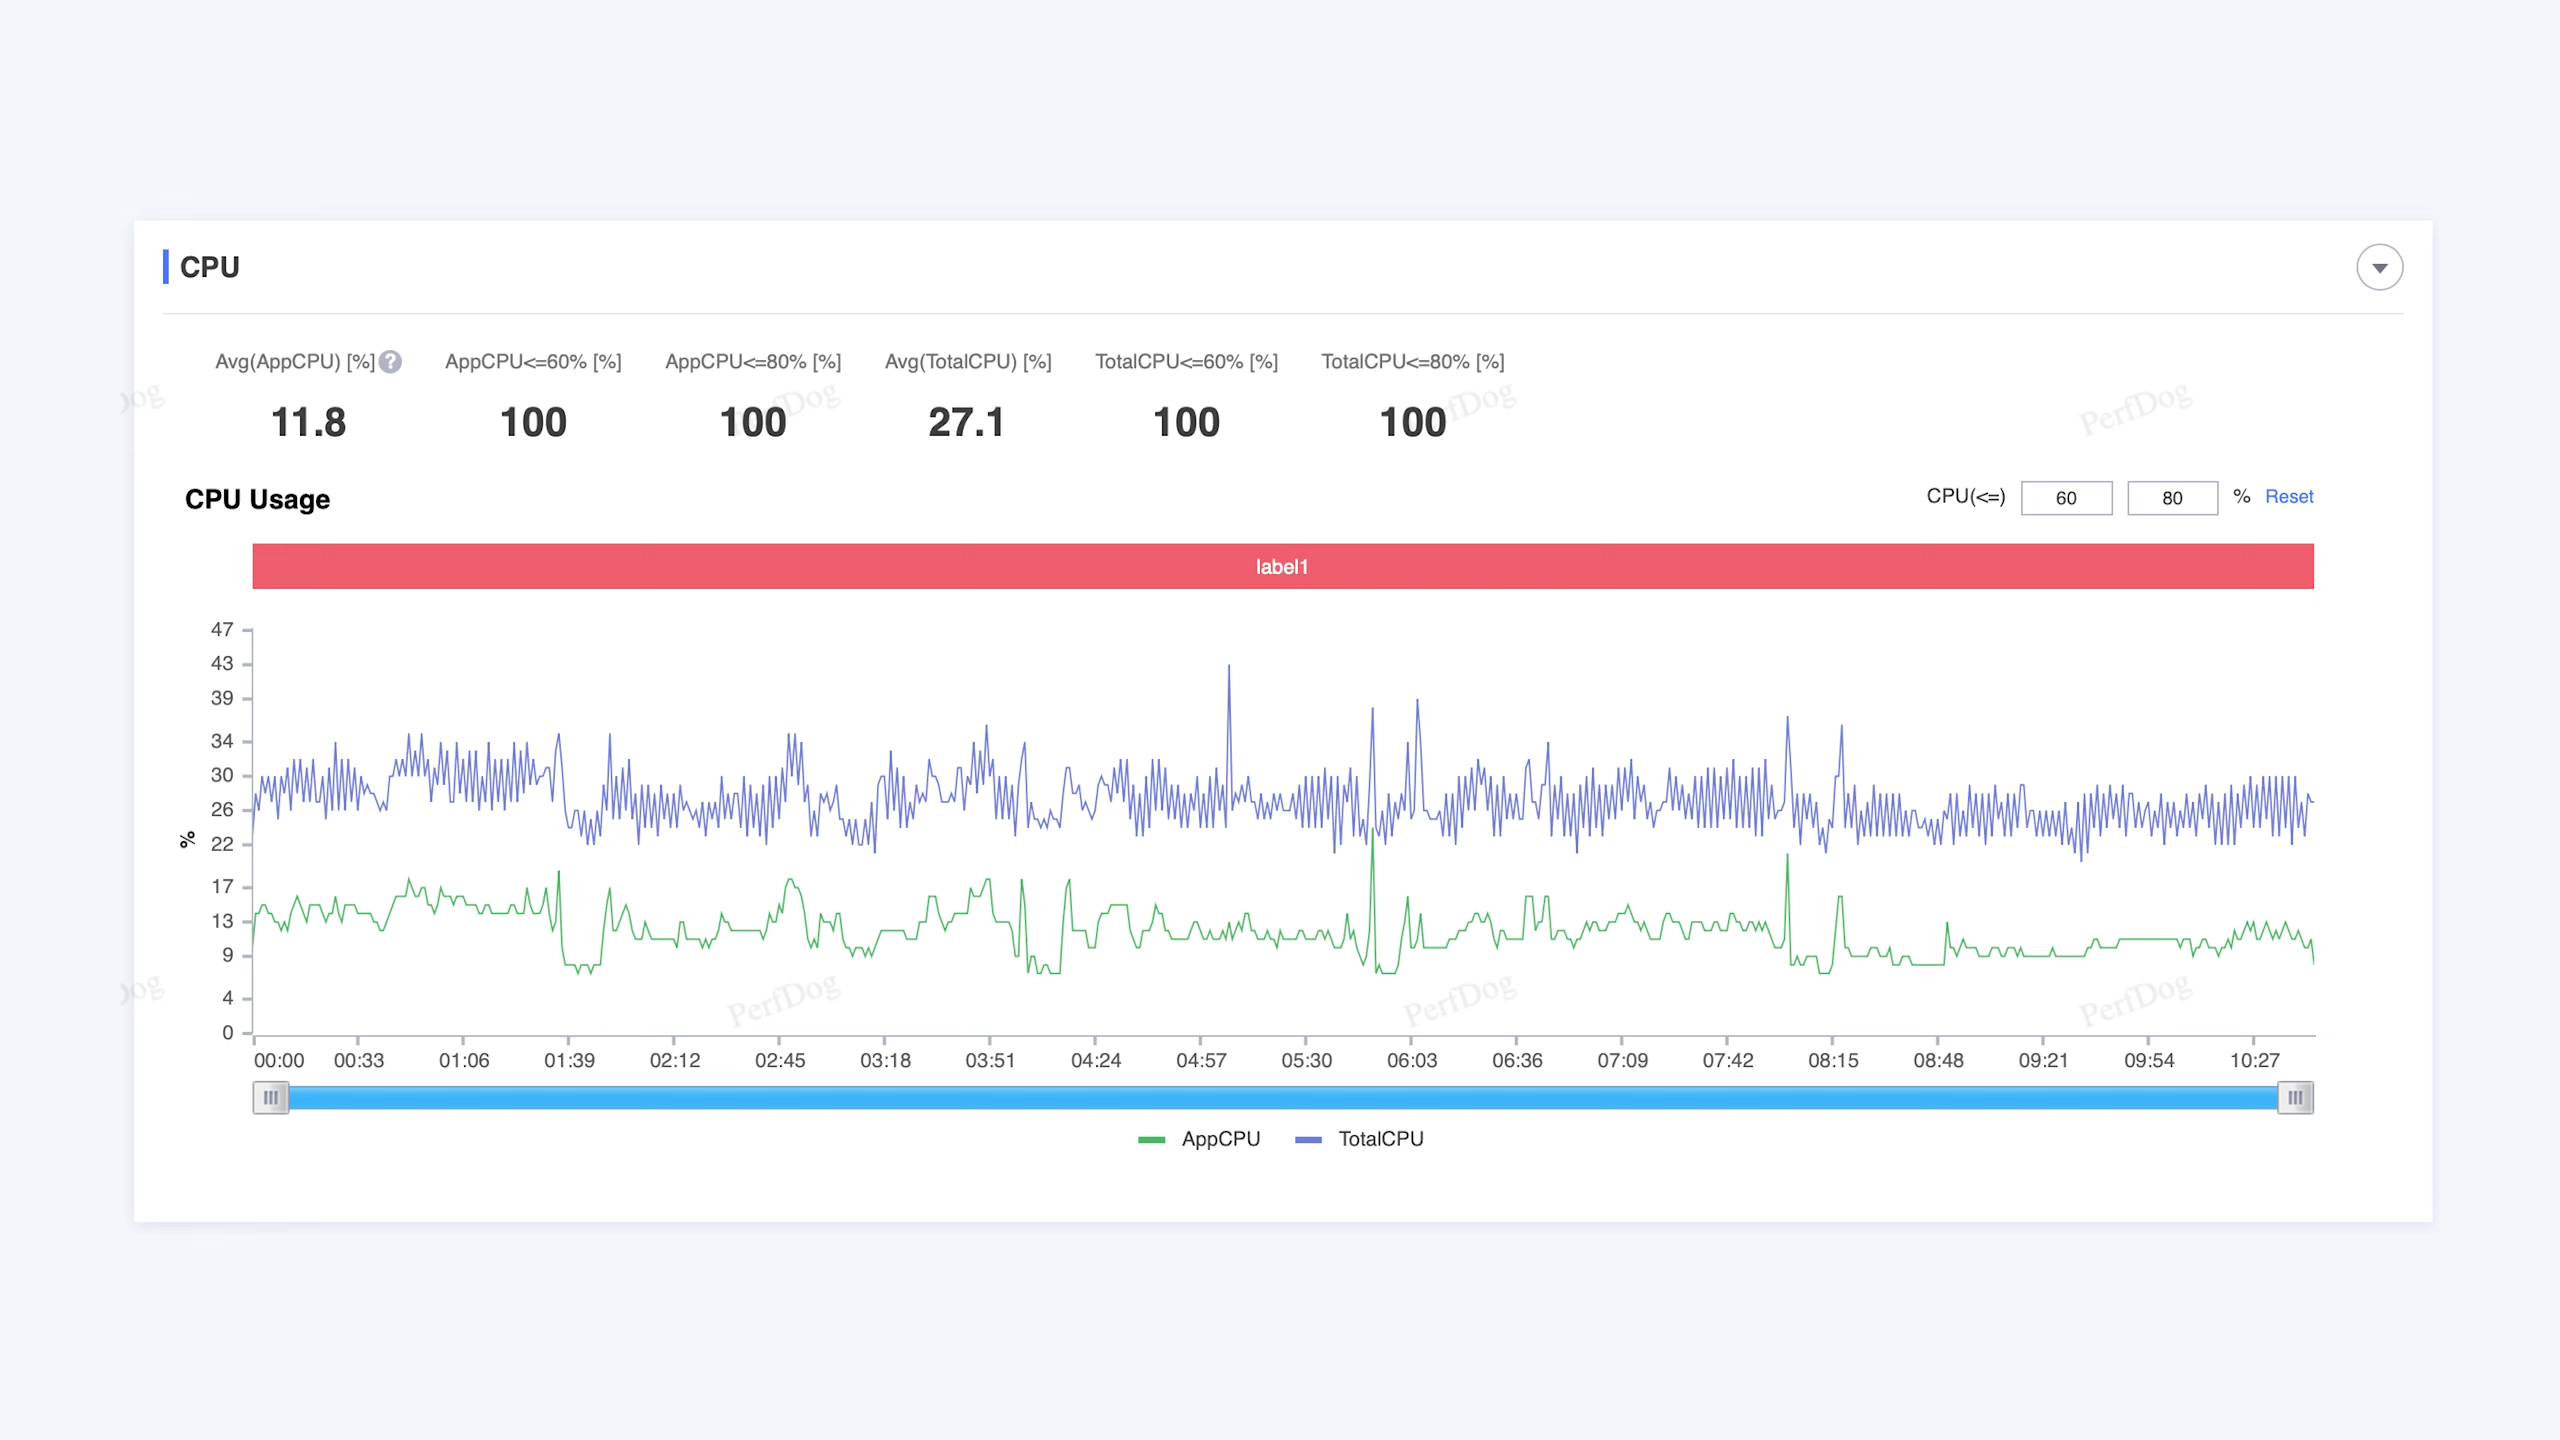 CPU
Avg(AppCPU) [%] ? AppCPU<=60% [%] AppCPU<=80% [%] Avg(TotalCPU) [%] TotalCPU<=60% [%] TotalCPU<=80% [%]
11.8 100 100 27.1 100 100
PerfDog
CPU Usage
CPU(<=) 60 80 % Reset
label1
47
43
39
34
30
26
%
22
17
13
9
4
0
PerfDog PerfDog PerfDog
00:00 00:33 01:06 01:39 02:12 02:45 03:18 03:51 04:24 04:57 05:30 06:03 06:36 07:09 07:42 08:15 08:48 09:21 09:54 10:27
AppCPU TotalCPU